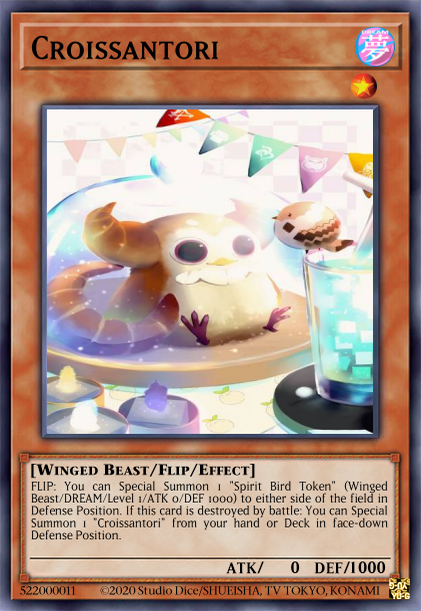 Croissantori
DREAM
夢
[Winged Beast/Flip/Effect]
FLIP: You can Special Summon 1 "Spirit Bird Token" (Winged
Beast/DREAM/Level 1/ATK 0/DEF 1000) to either side of the field in
Defense Position. If this card is destroyed by battle: You can Special
Summon 1 "Croissantori" from your hand or Deck in face-down
Defense Position.
ATK/ 0 DEF/1000
522000011 ©2020 Studio Dice/SHUEISHA, TV TOKYO, KONAMI